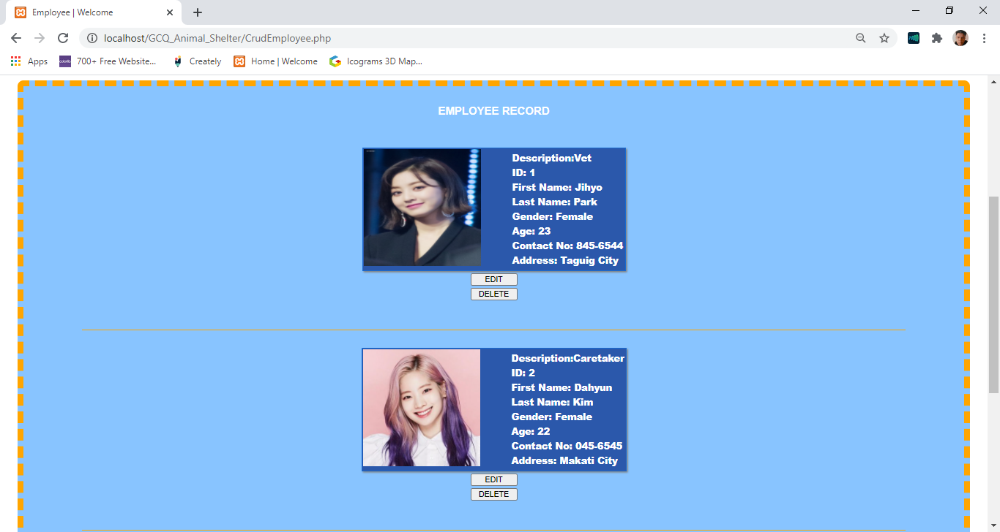 Employee | Welcome
localhost/GCQ_Animal_Shelter/CrudEmployee.php
Apps
700+ Free Website...
Creately
Home | Welcome
Icograms 3D Map...
EMPLOYEE RECORD
Description:Vet
ID: 1
First Name: Jihyo
Last Name: Park
Gender: Female
Age: 23
Contact No: 845-6544
Address: Taguig City
EDIT
DELETE
Description:Caretaker
ID: 2
First Name: Dahyun
Last Name: Kim
Gender: Female
Age: 22
Contact No: 045-6545
Address: Makati City
EDIT
DELETE